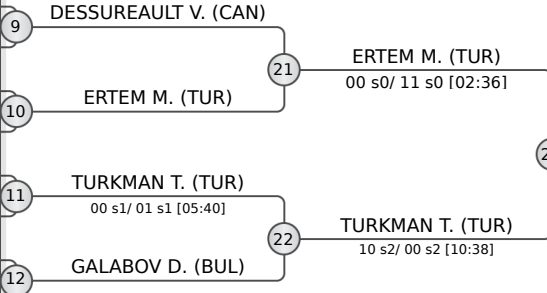 DESSUREAULT V. (CAN)
9
21
ERTEM M. (TUR)
00 s0/ 11 s0 [02:36]
ERTEM M. (TUR)
10
TURKMAN T. (TUR)
11
00 s1/ 01 s1 [05:40]
22
TURKMAN T. (TUR)
10 s2/ 00 s2 [10:38]
GALABOV D. (BUL)
12